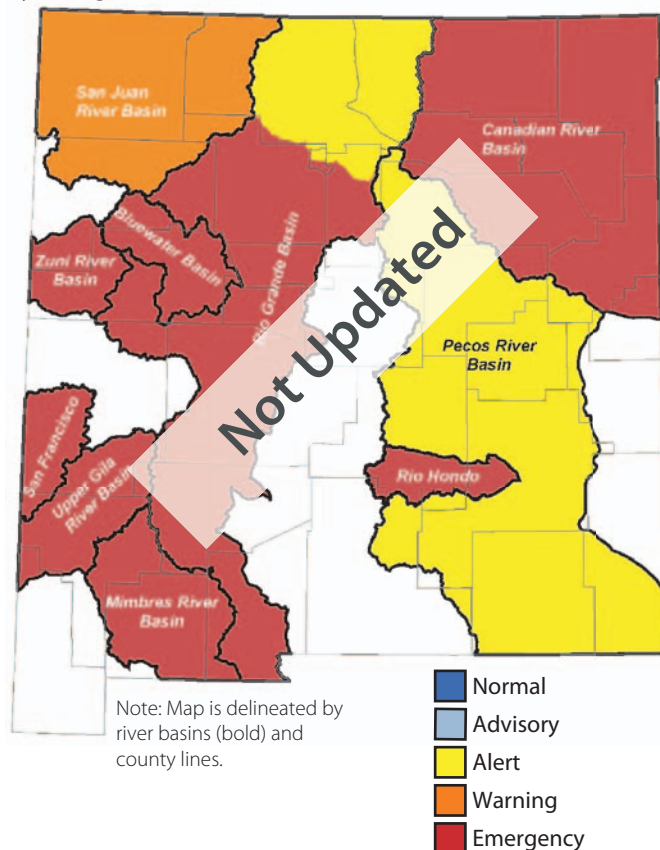 San Juan
River Basin
Canadian River
Basin
Bluewater Basin
Zuni River
Basin
Rio Grande Basin
Not Updated
Pecos River
Basin
San Francisco
Upper Gila
River Basin
Rio Hondo
Mimbres River
Basin
Note: Map is delineated by
river basins (bold) and
county lines.
Normal
Advisory
Alert
Warning
Emergency